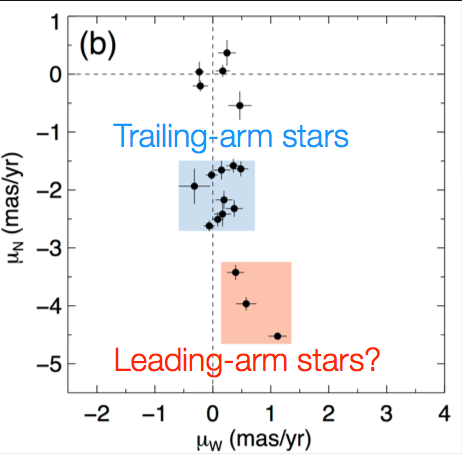 (b)
1
0
Trailing-arm stars
−1
−2
−3
−4
−5
μN (mas/yr)
Leading-arm stars?
−2 −1 0 1 2 3 4
μW (mas/yr)